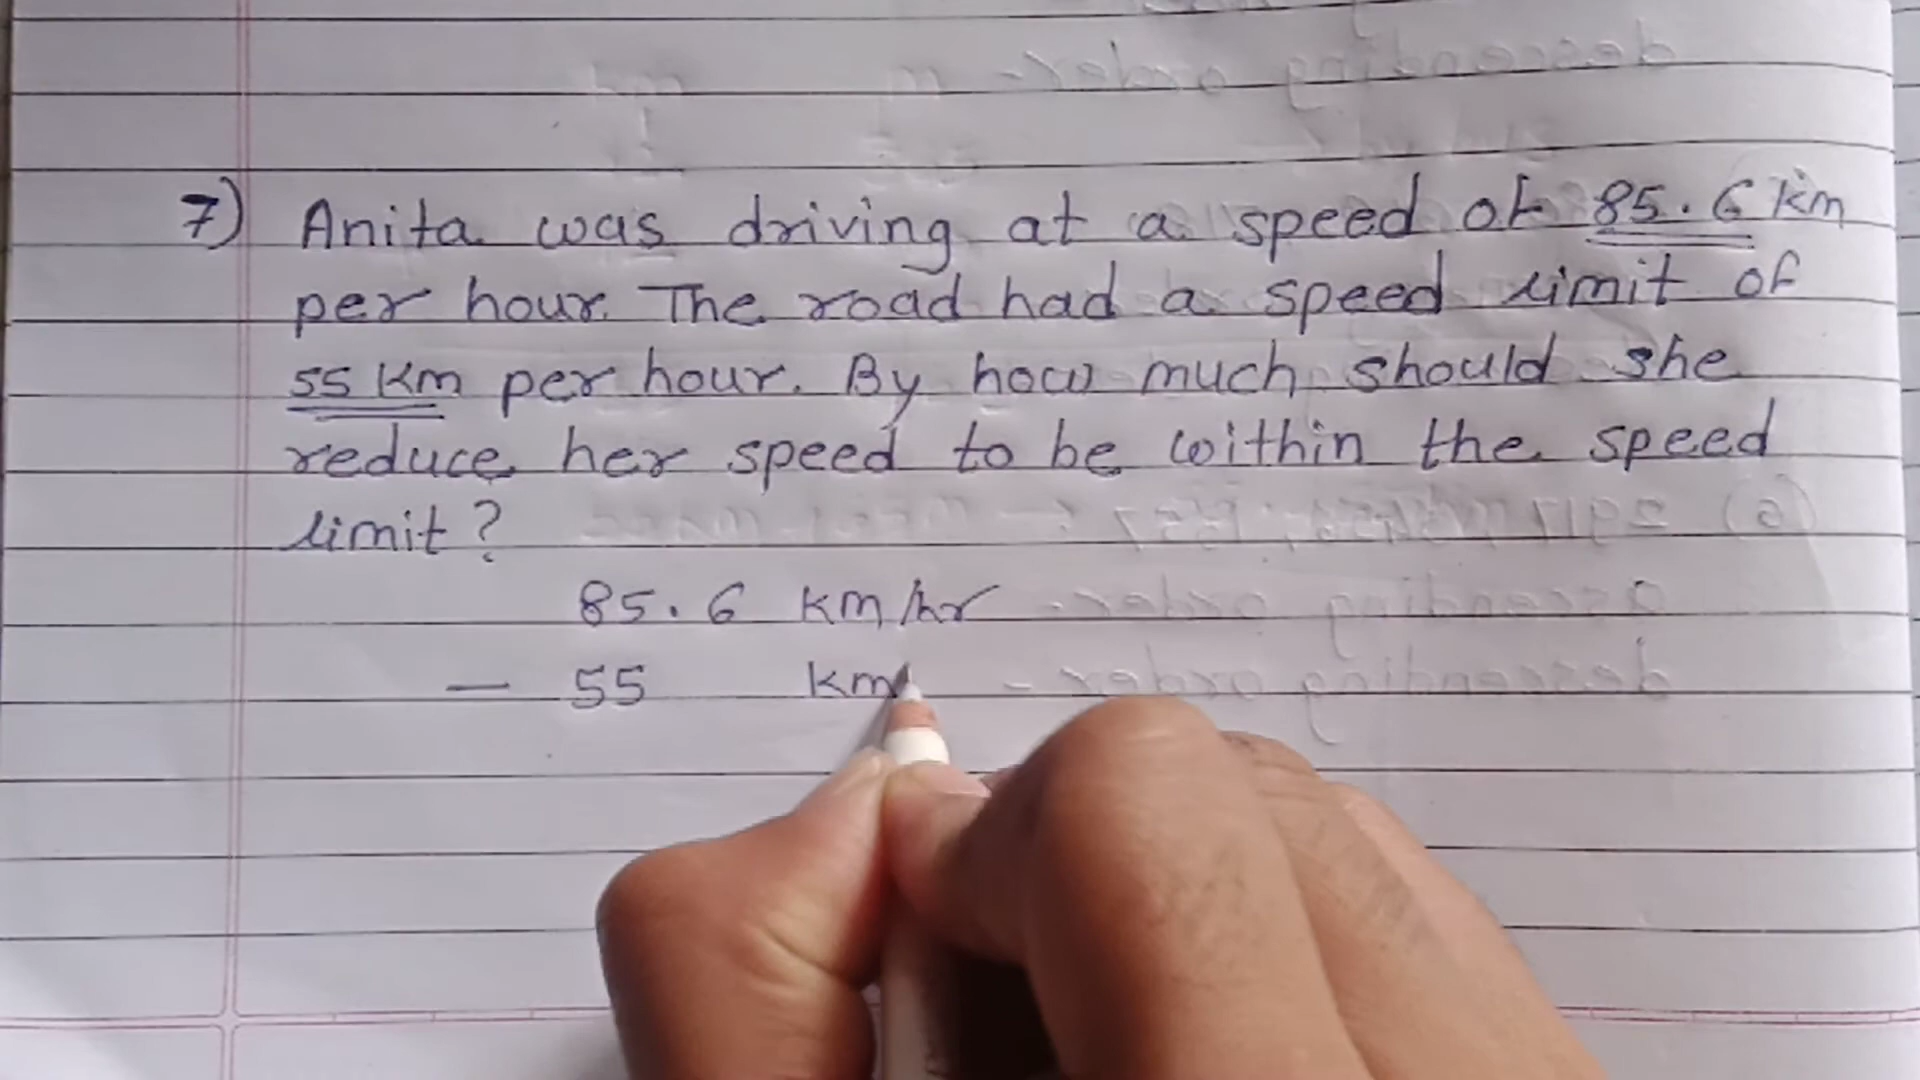 7) Anita was driving at a speed of 85.6 km
per hour. The road had a speed limit of
55 Km per hour. By how much should she
reduce her speed to be within the speed
limit?
85.6 km/hr
— 55 km